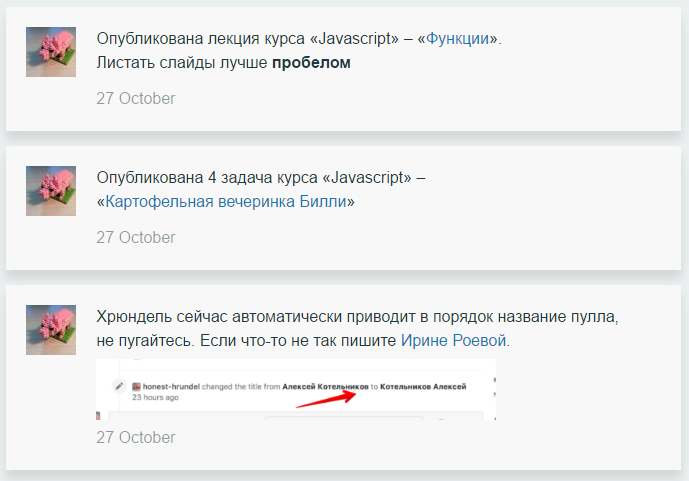 Опубликована лекция курса «Javascript» – «Функции».
Листать слайды лучше пробелом
27 October
Опубликована 4 задача курса «Javascript» –
«Картофельная вечеринка Билли»
27 October
Хрюндель сейчас автоматически приводит в порядок название пулла,
не пугайтесь. Если что-то не так пишите Ирине Роевой.
honest-hrundel changed the title from Алексей Котельников to Котельников Алексей
23 hours ago
27 October